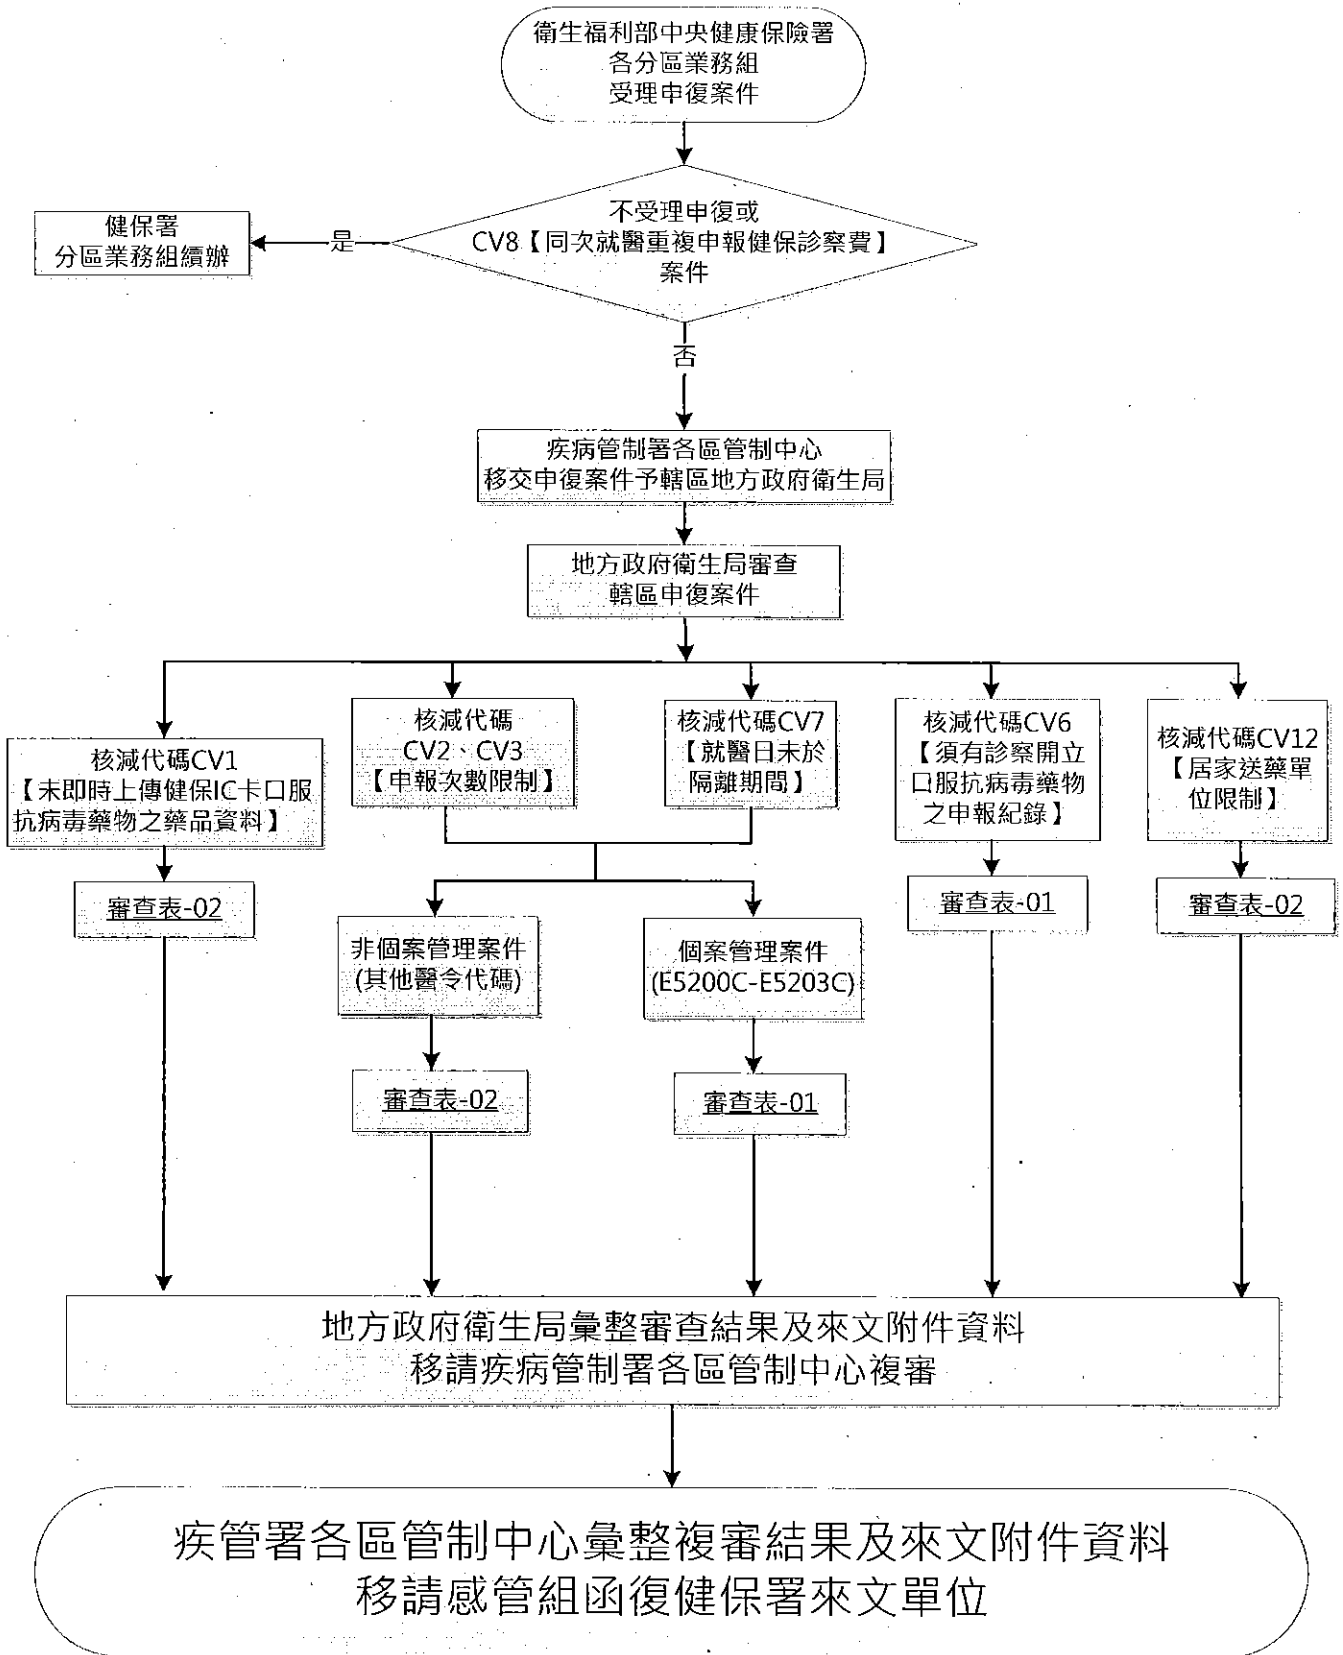 衛生福利部中央健康保險署
各分區業務組
受理申復案件
不受理申復或
CV8【同次就醫重複申報健保診察費】
案件
是
健保署
分區業務組續辦
否
疾病管制署各區管制中心
移交申復案件予轄區地方政府衛生局
地方政府衛生局審查
轄區申復案件
核減代碼CV1
【未即時上傳健保IC卡口服
抗病毒藥物之藥品資料】
核減代碼
CV2、CV3
【申報次數限制】
核減代碼CV7
【就醫日未於
隔離期間】
核減代碼CV6
【須有診察開立
口服抗病毒藥物
之申報紀錄】
核減代碼CV12
【居家送藥單
位限制】
審查表-02
非個案管理案件
(其他醫令代碼)
個案管理案件
(E5200C-E5203C)
審查表-01
審查表-02
審查表-02
審查表-01
地方政府衛生局彙整審查結果及來文附件資料
移請疾病管制署各區管制中心複審
疾管署各區管制中心彙整複審結果及來文附件資料
移請感管組函復健保署來文單位